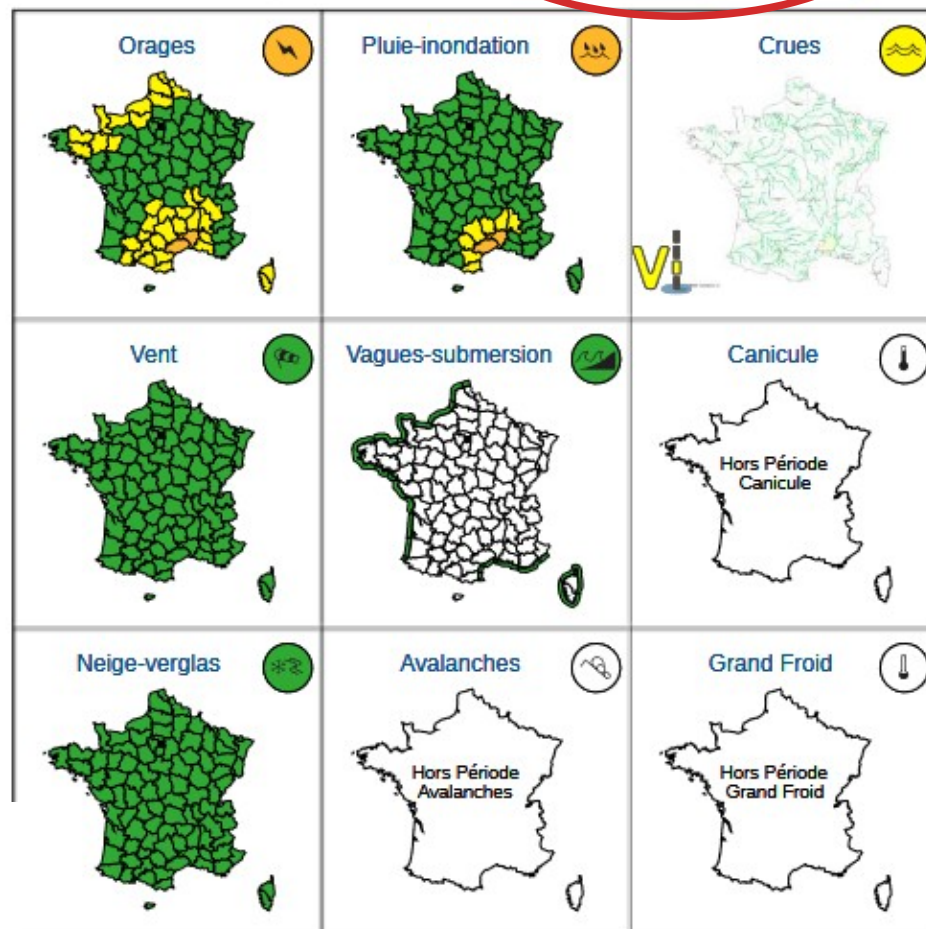 Orages
Pluie-inondation
Crues
Vi
Vent
Vagues-submersion
Canicule
Hors Période
Canicule
Neige-verglas
Avalanches
Hors Période
Avalanches
Grand Froid
Hors Période
Grand Froid